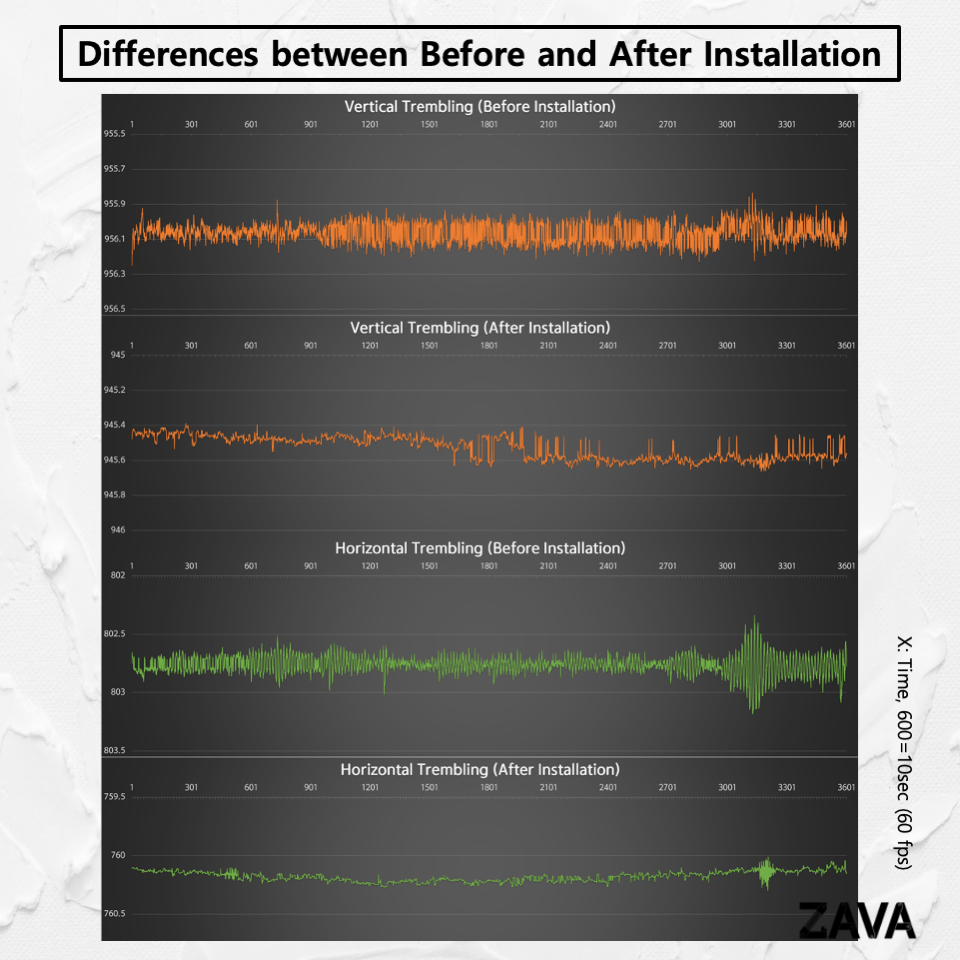 Differences between Before and After Installation
Vertical Trembling (Before Installation)
1 301 601 901 1201 1501 1801 2101 2401 2701 3001 3301 3601
955.5
955.7
955.9
956.1
956.3
956.5
Vertical Trembling (After Installation)
1 301 601 901 1201 1501 1801 2101 2401 2701 3001 3301 3601
945
945.2
945.4
945.6
945.8
946
Horizontal Trembling (Before Installation)
1 301 601 901 1201 1501 1801 2101 2401 2701 3001 3301 3601
802
802.5
803
803.5
Horizontal Trembling (After Installation)
1 301 601 901 1201 1501 1801 2101 2401 2701 3001 3301 3601
759.5
760
760.5
X: Time, 600=10sec (60 fps)
ZAVA